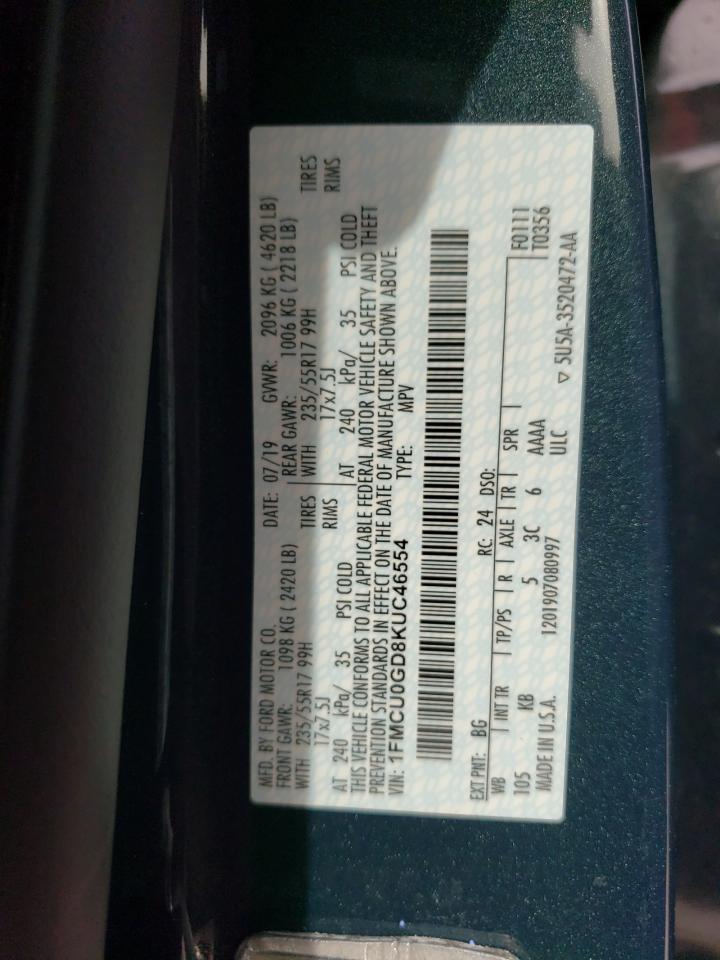 MFD. BY FORD MOTOR CO.
DATE: 07/19 GVWR: 2096 KG ( 4620 LB)
FRONT GAWR: 1098 KG ( 2420 LB) REAR GAWR: 1006 KG ( 2218 LB)
WITH 235/55R17 99H TIRES WITH 235/55R17 99H TIRES
17x7.5J RIMS 17x7.5J RIMS
AT 240 kPa/ 35 PSI COLD AT 240 kPa/ 35 PSI COLD
THIS VEHICLE CONFORMS TO ALL APPLICABLE FEDERAL MOTOR VEHICLE SAFETY AND THEFT
PREVENTION STANDARDS IN EFFECT ON THE DATE OF MANUFACTURE SHOWN ABOVE.
VIN: 1FMCU0GD8KUC46554 TYPE: MPV
EXT PNT: BG RC: 24 DSO:
WB INT TR TP/PS R AXLE TR SPR F0111
105 KB 5 3C 6 AAAA T0356
MADE IN U.S.A. 1201907080997 ULC
▽ 5U5A-3520472-AA